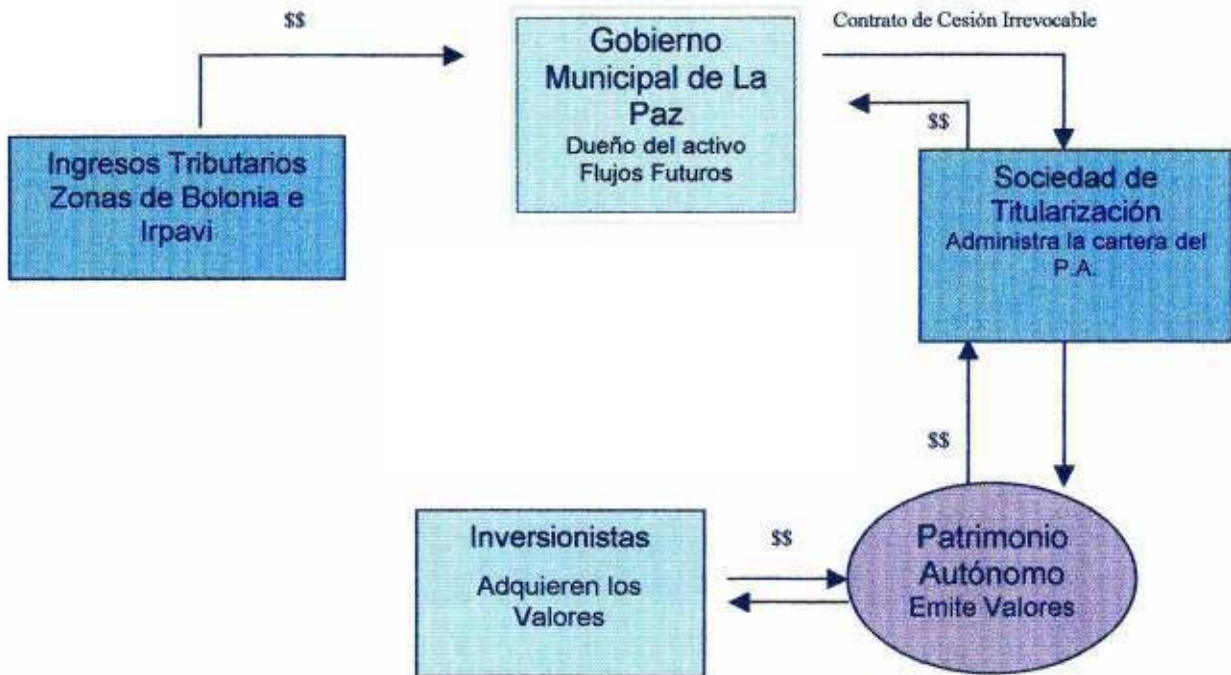 $$
Contrato de Cesión Irrevocable
Gobierno
Municipal de La
Paz
Dueño del activo
Flujos Futuros
$$
Ingresos Tributarios
Zonas de Bolonia e
Irpavi
Sociedad de
Titularización
Administra la cartera del
P.A.
$$
Inversionistas
Adquieren los
Valores
$$
Patrimonio
Autónomo
Emite Valores